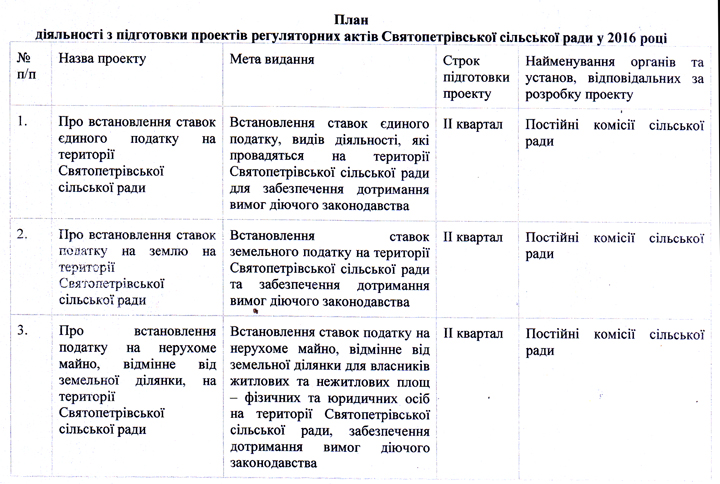 План
діяльності з підготовки проектів регуляторних актів Святопетрівської сільської ради у 2016 році
№ п/п
Назва проекту
Мета видання
Строк підготовки проекту
Найменування органів та установ, відповідальних за розробку проекту
1.
Про встановлення ставок
єдиного податку на
території
Святопетрівської
сільської ради
Встановлення ставок єдиного
податку, видів діяльності, які
провадяться на території
Святопетрівської сільської ради
для забезпечення дотримання
вимог діючого законодавства
ІІ квартал
Постійні комісії сільської
ради
2.
Про встановлення ставок
податку на землю на
території
Святопетрівської
сільської ради
Встановлення ставок
земельного податку на території
Святопетрівської сільської ради
та забезпечення дотримання
вимог діючого законодавства
ІІ квартал
Постійні комісії сільської
ради
3.
Про встановлення
податку на нерухоме
майно, відмінне від
земельної ділянки, на
території
Святопетрівської
сільської ради
Встановлення ставок податку на
нерухоме майно, відмінне від
земельної ділянки для власників
житлових та нежитлових площ
– фізичних та юридичних осіб
на території Святопетрівської
сільської ради, забезпечення
дотримання вимог діючого
законодавства
ІІ квартал
Постійні комісії сільської
ради